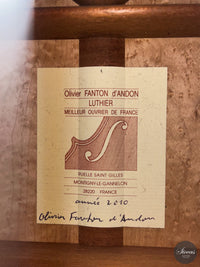 Olivier FANTON d'ANDON
LUTHIER
MEILLEUR OUVRIER DE FRANCE
RUELLE SAINT GILLES
MONTIGNY-LE-GANNELON
28220 FRANCE
année 2010
Olivier Fanton d'Andon
Siccas